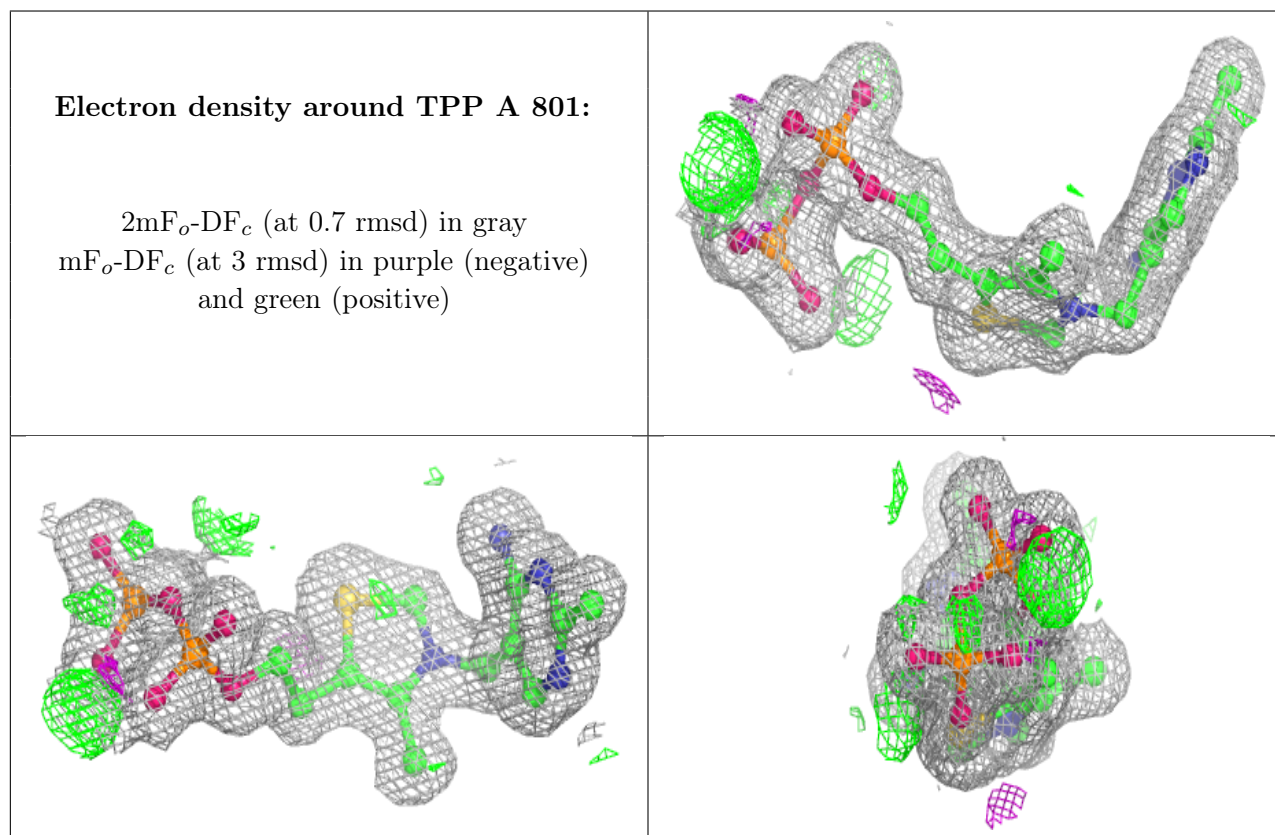 Electron density around TPP A 801:
2mFo-DFc (at 0.7 rmsd) in gray
mFo-DFc (at 3 rmsd) in purple (negative)
and green (positive)